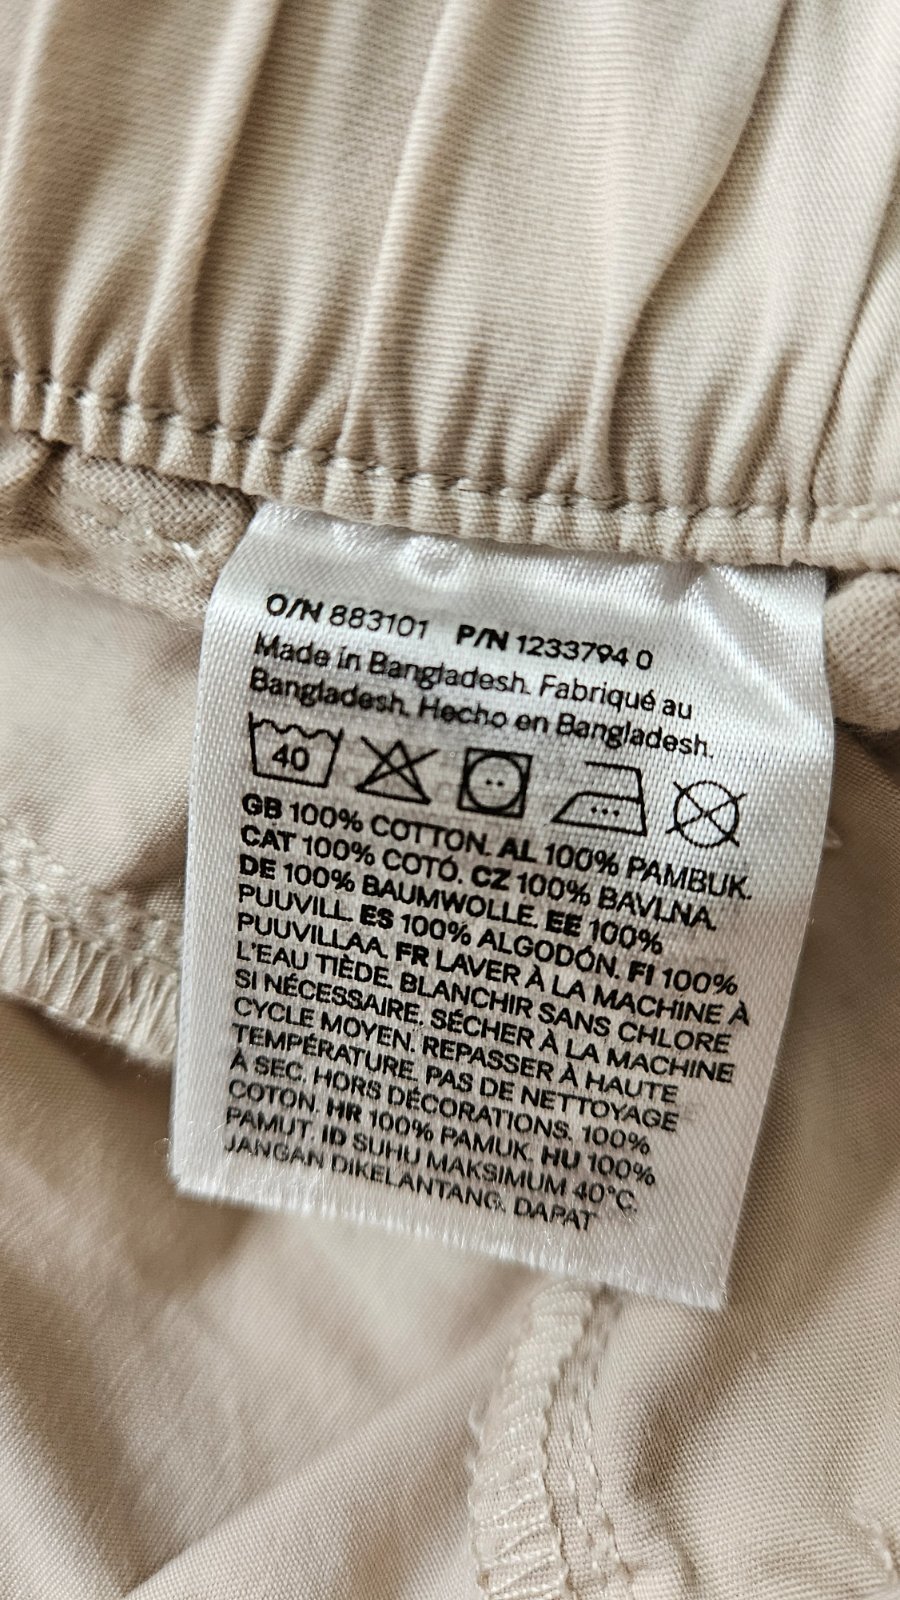 O/N 883101 P/N 1233794 0
Made in Bangladesh. Fabriqué au
Bangladesh. Hecho en Bangladesh.
40
GB 100% COTTON. AL 100% PAMBUK.
CAT 100% COTÓ. CZ 100% BAVLNA.
DE 100% BAUMWOLLE. EE 100%
PUUVILL. ES 100% ALGODÓN. FI 100%
PUUVILLAA. FR LAVER À LA MACHINE À
L'EAU TIÈDE. BLANCHIR SANS CHLORE
SI NÉCESSAIRE. SÉCHER À LA MACHINE
CYCLE MOYEN. REPASSER À HAUTE
TEMPÉRATURE. PAS DE NETTOYAGE
À SEC. HORS DÉCORATIONS. 100%
COTON. HR 100% PAMUK. HU 100%
PAMUT. ID SUHU MAKSIMUM 40°C.
JANGAN DIKELANTANG. DAPAT